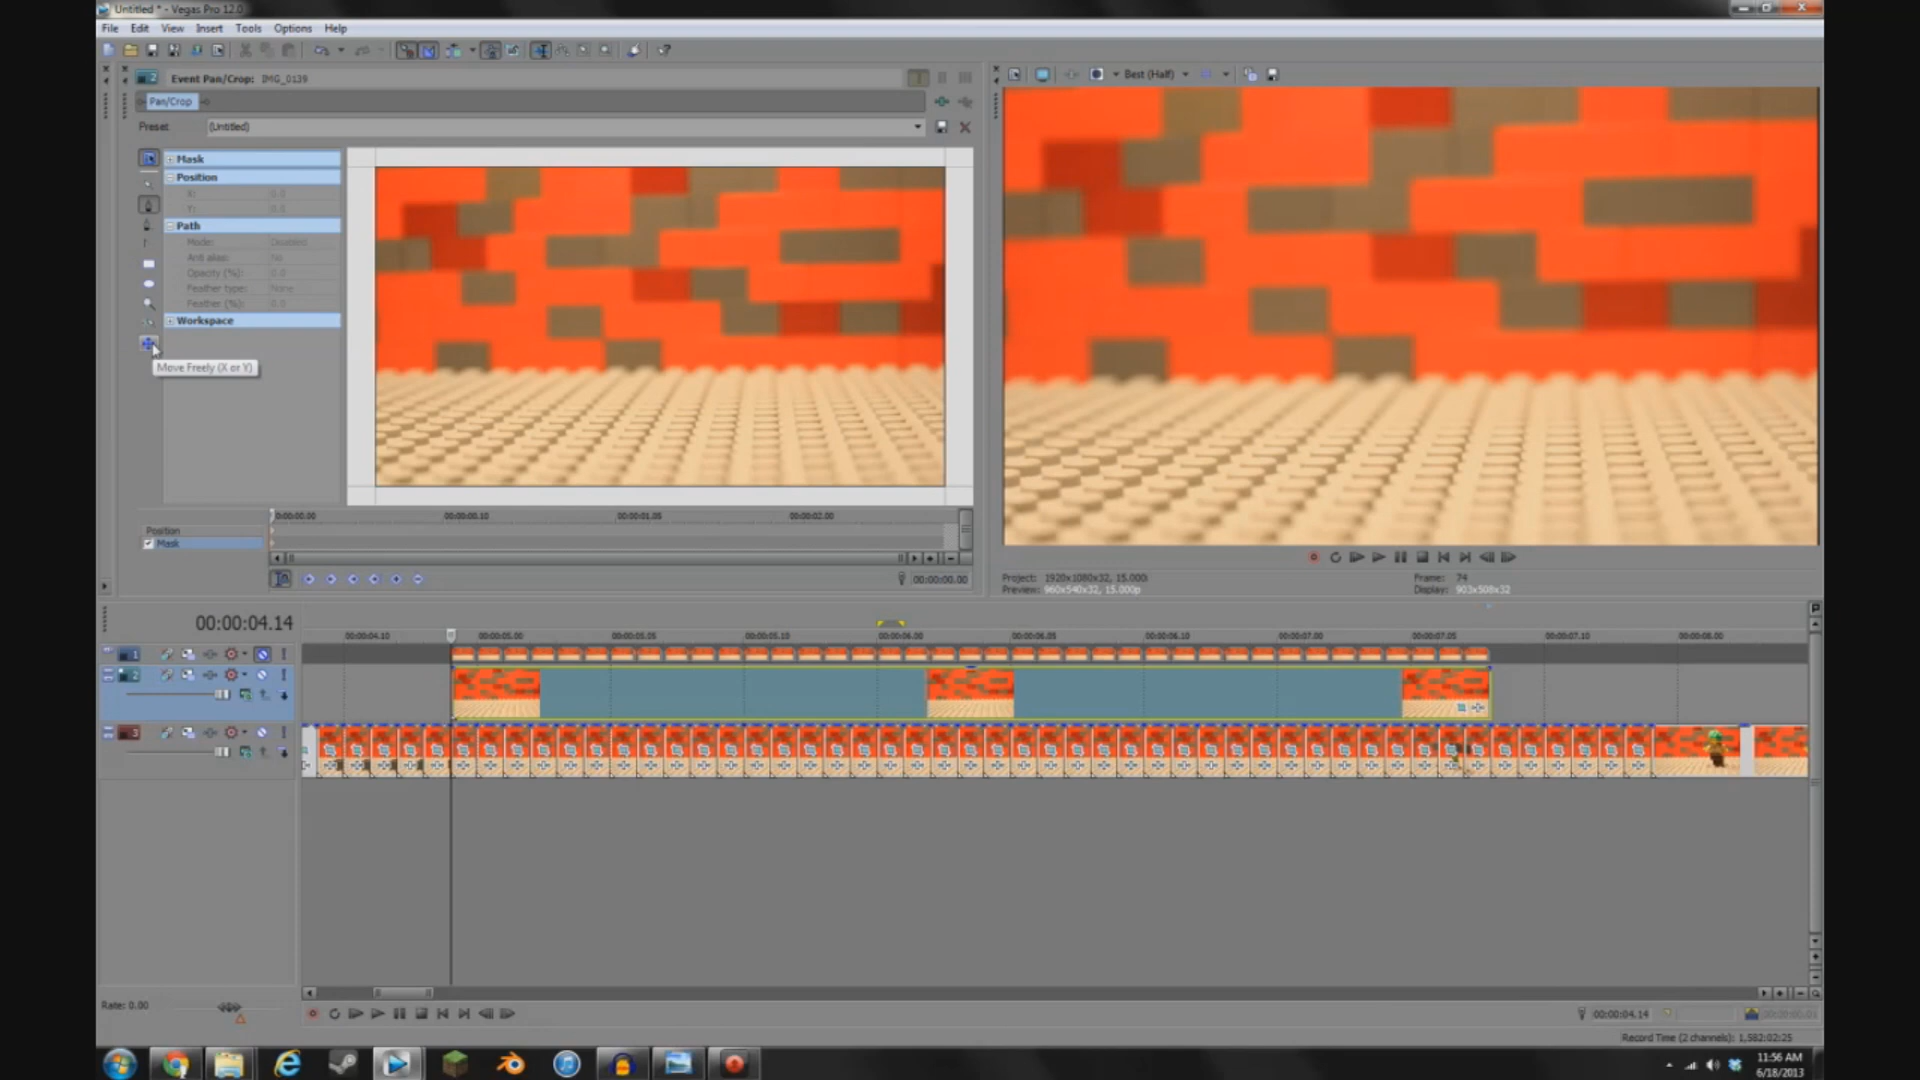 Untitled * - Vegas Pro 12.0
File Edit View Insert Tools Options Help
Event Pan/Crop: IMG_0139
Pan/Crop
Preset: (Untitled)
Best (Half)
Mask
Position
X: 0.0
Y: 0.0
Path
Mode: Disabled
Anti alias: No
Opacity (%): 0.0
Feather type: None
Feather (%): 0.0
Workspace
Move Freely (X or Y)
0:00:00.00 00:00:00.10 00:00:01.05 00:00:02.00
Position
Mask
00:00:00.00
Project: 1920x1080x32, 15.000i
Preview: 960x540x32, 15.000p
Frame: 74
Display: 903x508x32
00:00:04.14
00:00:04.10 00:00:05.00 00:00:05.05 00:00:05.10 00:00:06.00 00:00:06.05 00:00:06.10 00:00:07.00 00:00:07.05 00:00:07.10 00:00:08.00
1
2
3
Rate: 0.00
00:00:04.14
Record Time (2 channels): 1,582:02:25
11:56 AM
6/18/2013